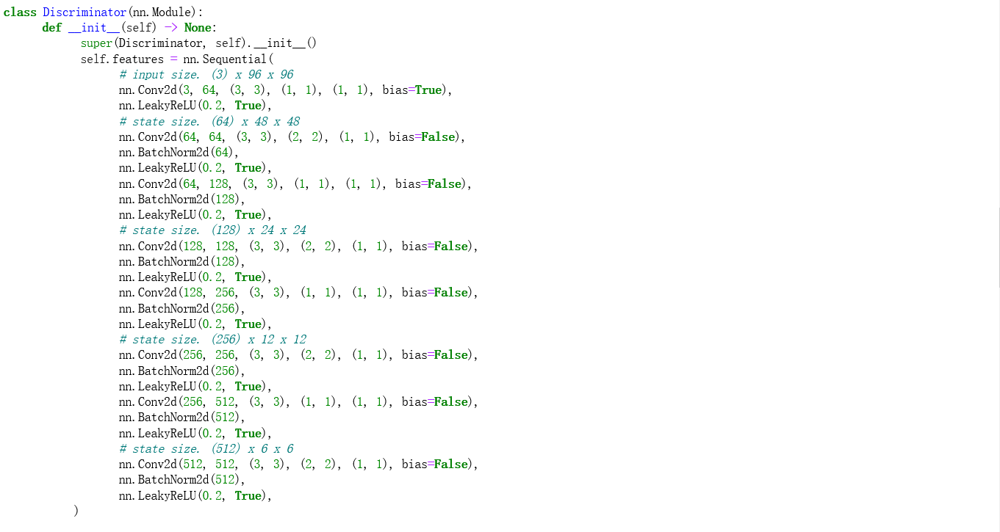 class Discriminator(nn.Module):
    def __init__(self) -> None:
        super(Discriminator, self).__init__()
        self.features = nn.Sequential(
            # input size. (3) x 96 x 96
            nn.Conv2d(3, 64, (3, 3), (1, 1), (1, 1), bias=True),
            nn.LeakyReLU(0.2, True),
            # state size. (64) x 48 x 48
            nn.Conv2d(64, 64, (3, 3), (2, 2), (1, 1), bias=False),
            nn.BatchNorm2d(64),
            nn.LeakyReLU(0.2, True),
            nn.Conv2d(64, 128, (3, 3), (1, 1), (1, 1), bias=False),
            nn.BatchNorm2d(128),
            nn.LeakyReLU(0.2, True),
            # state size. (128) x 24 x 24
            nn.Conv2d(128, 128, (3, 3), (2, 2), (1, 1), bias=False),
            nn.BatchNorm2d(128),
            nn.LeakyReLU(0.2, True),
            nn.Conv2d(128, 256, (3, 3), (1, 1), (1, 1), bias=False),
            nn.BatchNorm2d(256),
            nn.LeakyReLU(0.2, True),
            # state size. (256) x 12 x 12
            nn.Conv2d(256, 256, (3, 3), (2, 2), (1, 1), bias=False),
            nn.BatchNorm2d(256),
            nn.LeakyReLU(0.2, True),
            nn.Conv2d(256, 512, (3, 3), (1, 1), (1, 1), bias=False),
            nn.BatchNorm2d(512),
            nn.LeakyReLU(0.2, True),
            # state size. (512) x 6 x 6
            nn.Conv2d(512, 512, (3, 3), (2, 2), (1, 1), bias=False),
            nn.BatchNorm2d(512),
            nn.LeakyReLU(0.2, True),
        )